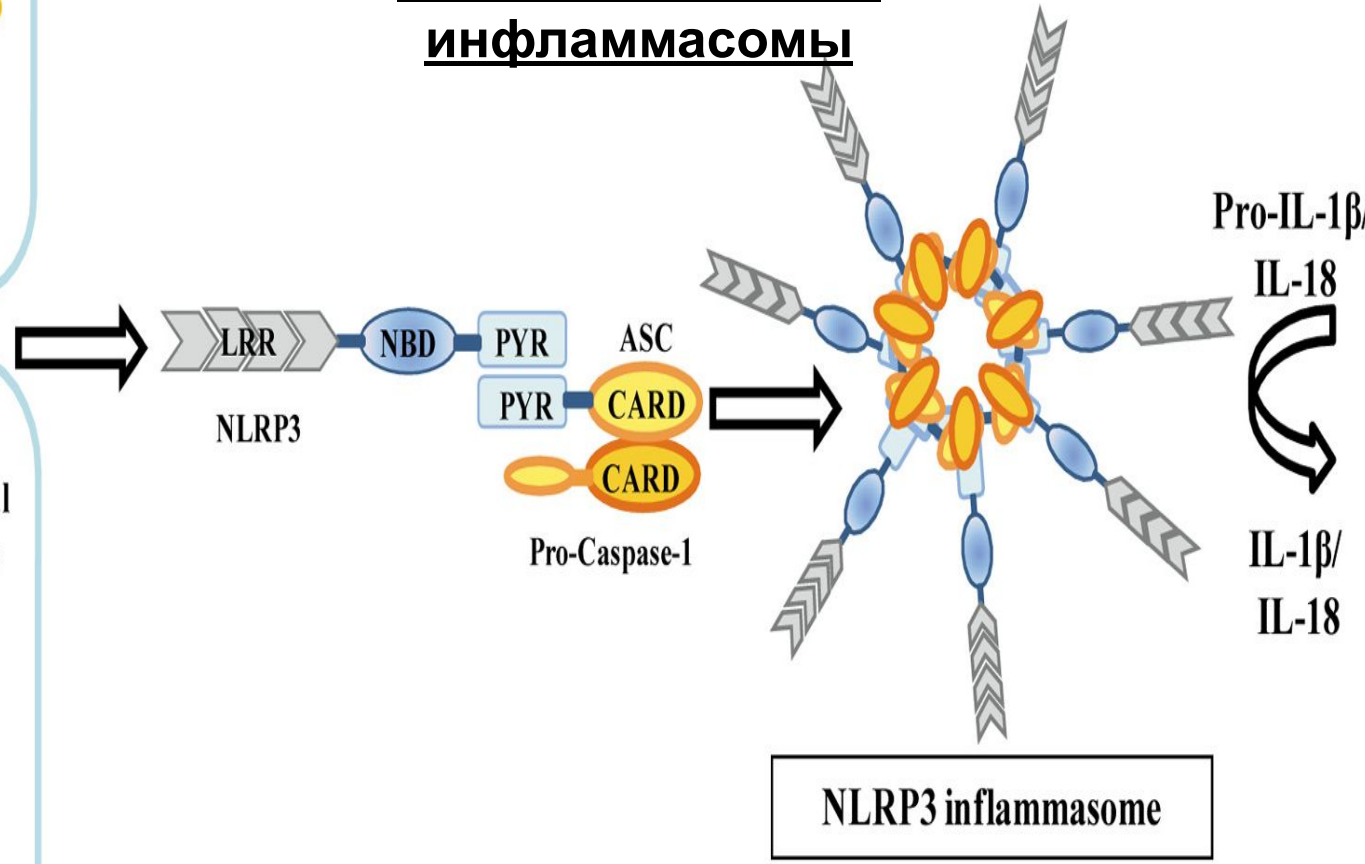 инфламмасомы
Pro-IL-1β/
IL-18
LRR
NBD
PYR
ASC
PYR
CARD
NLRP3
CARD
Pro-Caspase-1
IL-1β/
IL-18
NLRP3 inflammasome